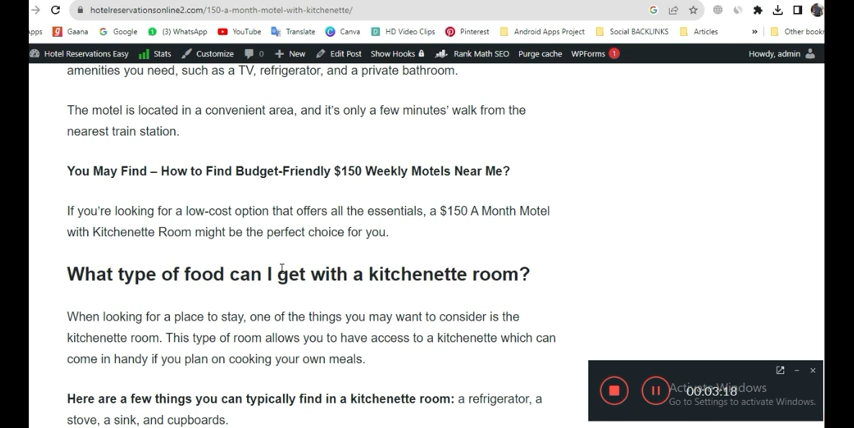 hotelreservationsonline2.com/150-a-month-motel-with-kitchenette/
pps Gaana Google (3) WhatsApp YouTube Translate Canva HD Video Clips Pinterest Android Apps Project Social BACKLINKS Articles » Other book
Hotel Reservations Easy Stats Customize 0 New Edit Post Show Hooks Rank Math SEO Purge cache WPForms 1 Howdy, admin
amenities you need, such as a TV, refrigerator, and a private bathroom.
The motel is located in a convenient area, and it's only a few minutes' walk from the
nearest train station.
You May Find – How to Find Budget-Friendly $150 Weekly Motels Near Me?
If you're looking for a low-cost option that offers all the essentials, a $150 A Month Motel
with Kitchenette Room might be the perfect choice for you.
What type of food can I get with a kitchenette room?
When looking for a place to stay, one of the things you may want to consider is the
kitchenette room. This type of room allows you to have access to a kitchenette which can
come in handy if you plan on cooking your own meals.
Here are a few things you can typically find in a kitchenette room: a refrigerator, a
stove, a sink, and cupboards.
Activate Windows
00:03:18
Go to Settings to activate Windows.